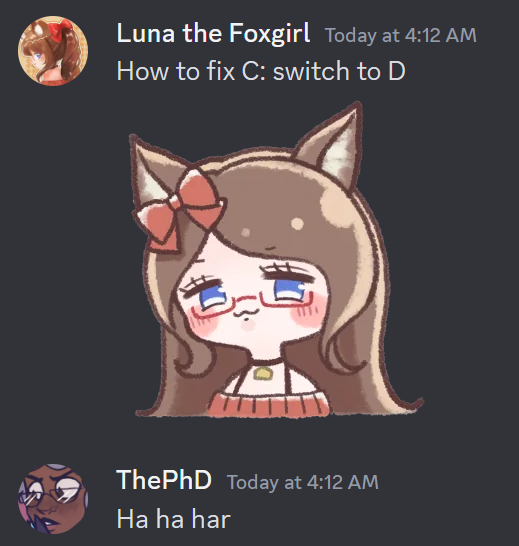 Luna the Foxgirl Today at 4:12 AM
How to fix C: switch to D
ThePhD Today at 4:12 AM
Ha ha har